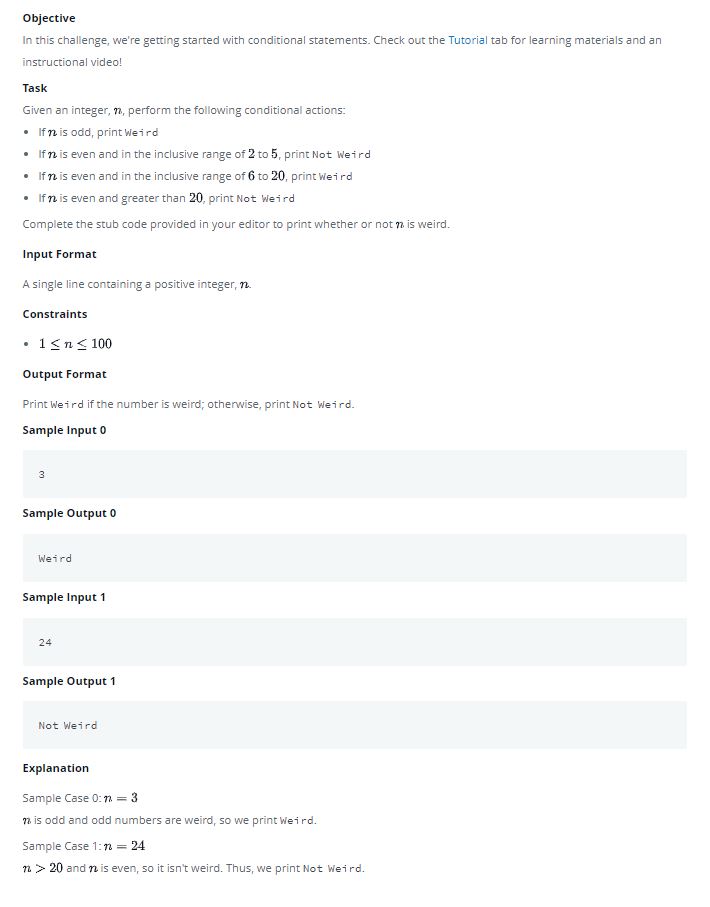 Objective
In this challenge, we're getting started with conditional statements. Check out the Tutorial tab for learning materials and an
instructional video!
Task
Given an integer, n, perform the following conditional actions:
• If n is odd, print Weird
• If n is even and in the inclusive range of 2 to 5, print Not Weird
• If n is even and in the inclusive range of 6 to 20, print Weird
• If n is even and greater than 20, print Not Weird
Complete the stub code provided in your editor to print whether or not n is weird.
Input Format
A single line containing a positive integer, n.
Constraints
• 1 ≤ n ≤ 100
Output Format
Print Weird if the number is weird; otherwise, print Not Weird.
Sample Input 0
3
Sample Output 0
Weird
Sample Input 1
24
Sample Output 1
Not Weird
Explanation
Sample Case 0: n = 3
n is odd and odd numbers are weird, so we print Weird.
Sample Case 1: n = 24
n > 20 and n is even, so it isn't weird. Thus, we print Not Weird.